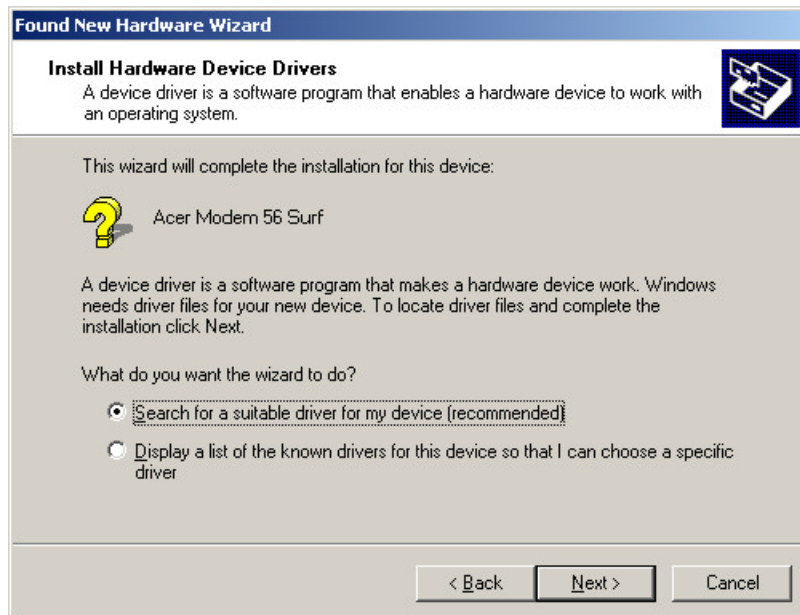 Found New Hardware Wizard
Install Hardware Device Drivers
A device driver is a software program that enables a hardware device to work with
an operating system.
This wizard will complete the installation for this device:
Acer Modem 56 Surf
A device driver is a software program that makes a hardware device work. Windows
needs driver files for your new device. To locate driver files and complete the
installation click Next.
What do you want the wizard to do?
Search for a suitable driver for my device (recommended)
Display a list of the known drivers for this device so that I can choose a specific
driver
< Back
Next >
Cancel